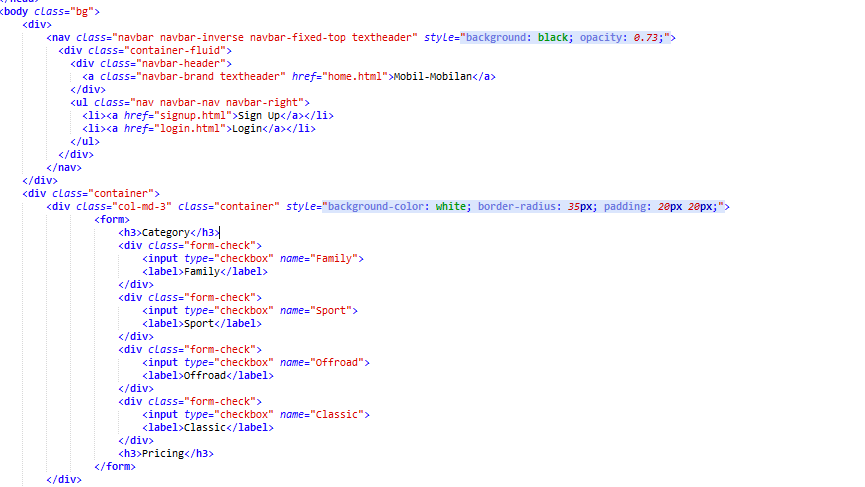 </head>
<body class="bg">
<div>
<nav class="navbar navbar-inverse navbar-fixed-top textheader" style="background: black; opacity: 0.73;">
<div class="container-fluid">
<div class="navbar-header">
<a class="navbar-brand textheader" href="home.html">Mobil-Mobilan</a>
</div>
<ul class="nav navbar-nav navbar-right">
<li><a href="signup.html">Sign Up</a></li>
<li><a href="login.html">Login</a></li>
</ul>
</div>
</nav>
</div>
<div class="container">
<div class="col-md-3" class="container" style="background-color: white; border-radius: 35px; padding: 20px 20px;">
<form>
<h3>Category</h3>
<div class="form-check">
<input type="checkbox" name="Family">
<label>Family</label>
</div>
<div class="form-check">
<input type="checkbox" name="Sport">
<label>Sport</label>
</div>
<div class="form-check">
<input type="checkbox" name="Offroad">
<label>Offroad</label>
</div>
<div class="form-check">
<input type="checkbox" name="Classic">
<label>Classic</label>
</div>
<h3>Pricing</h3>
</form>
</div>